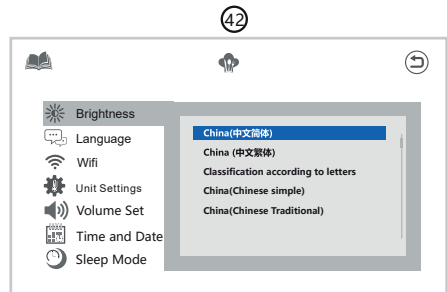 42
Brightness
Language
Wifi
Unit Settings
Volume Set
Time and Date
Sleep Mode
China(中文简体)
China (中文繁体)
Classification according to letters
China(Chinese simple)
China(Chinese Traditional)